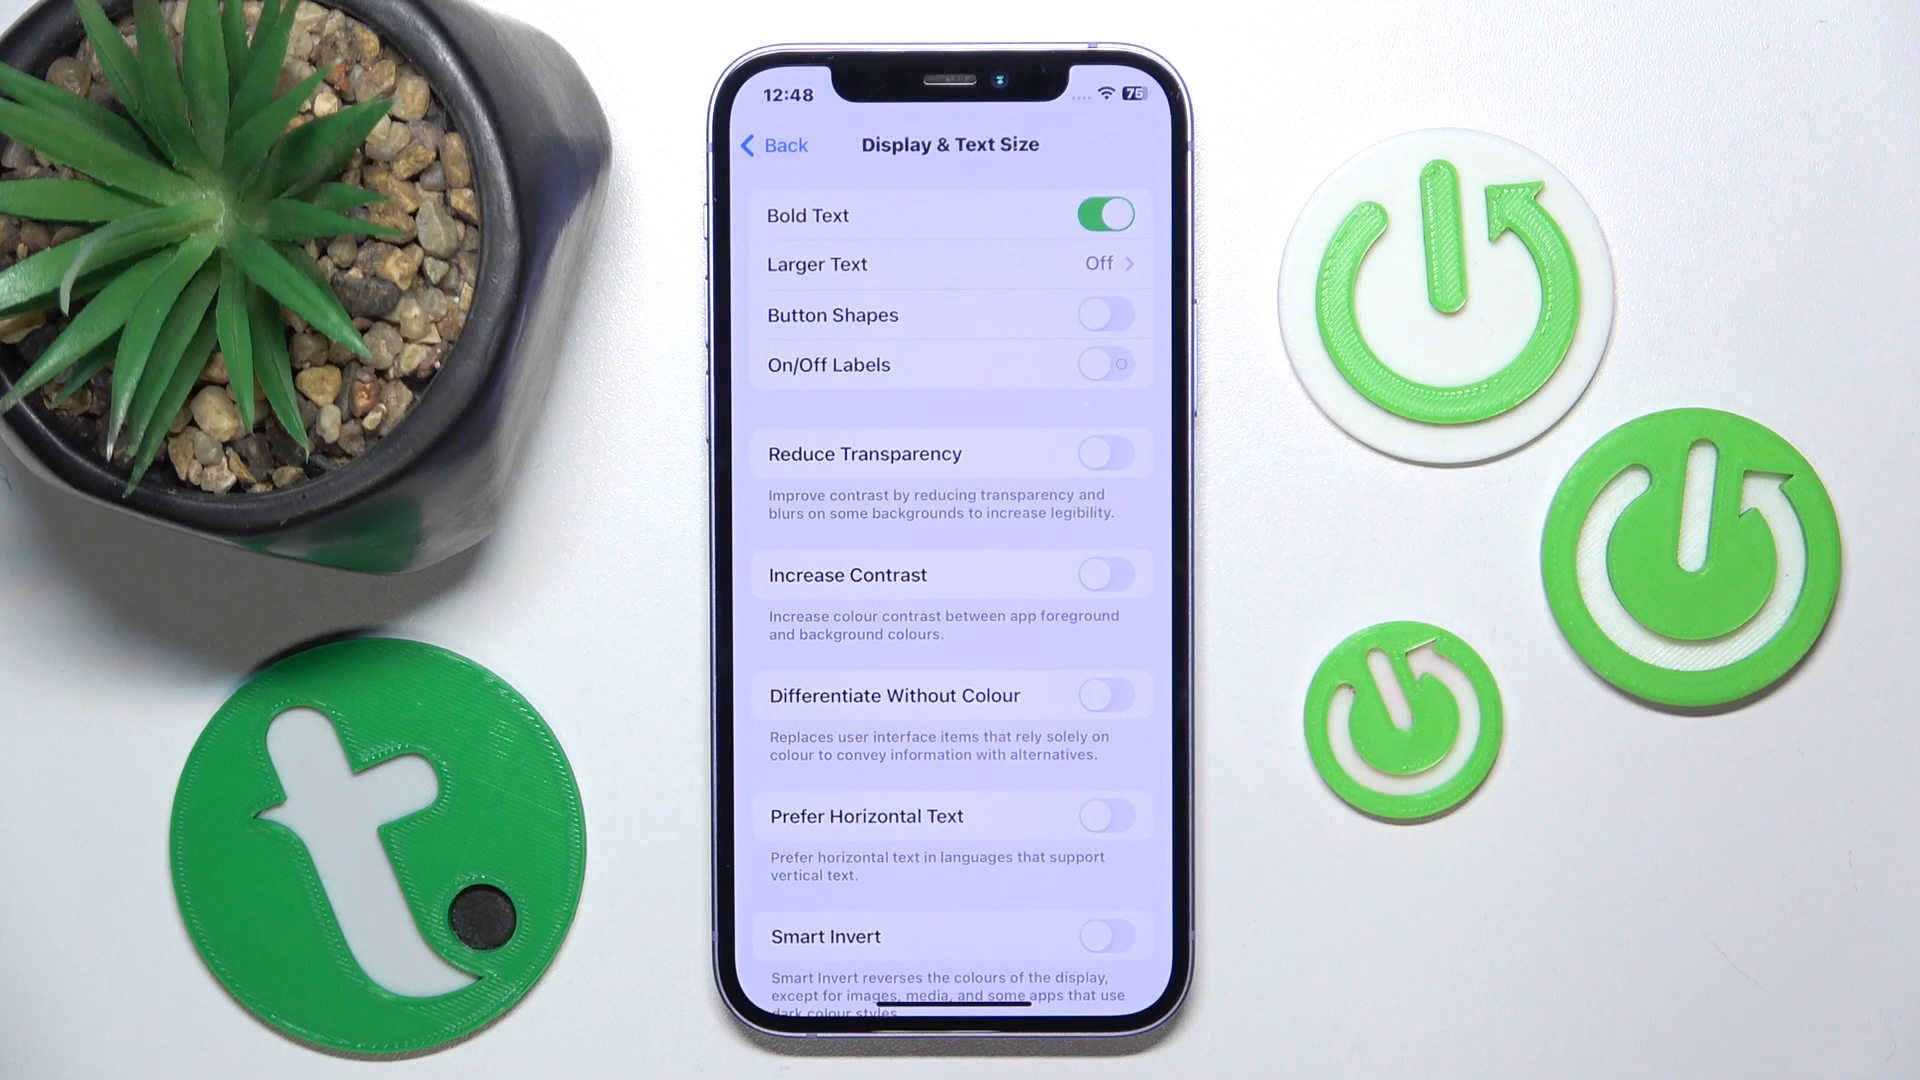 12:48
75
Back
Display & Text Size
Bold Text
Larger Text Off
Button Shapes
On/Off Labels
Reduce Transparency
Improve contrast by reducing transparency and
blurs on some backgrounds to increase legibility.
Increase Contrast
Increase colour contrast between app foreground
and background colours.
Differentiate Without Colour
Replaces user interface items that rely solely on
colour to convey information with alternatives.
Prefer Horizontal Text
Prefer horizontal text in languages that support
vertical text.
Smart Invert
Smart Invert reverses the colours of the display,
except for images, media, and some apps that use
dark colour styles.
t.